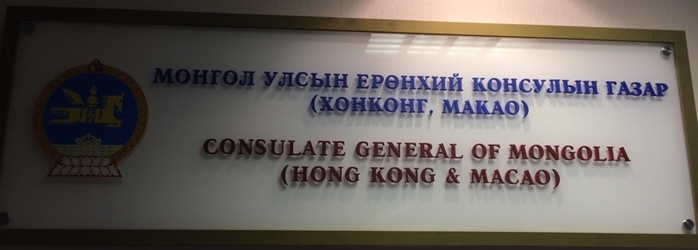 МОНГОЛ УЛСЫН ЕРӨНХИЙ КОНСУЛЫН ГАЗАР
(ХОНКОНГ, МАКАО)
CONSULATE GENERAL OF MONGOLIA
(HONG KONG & MACAO)